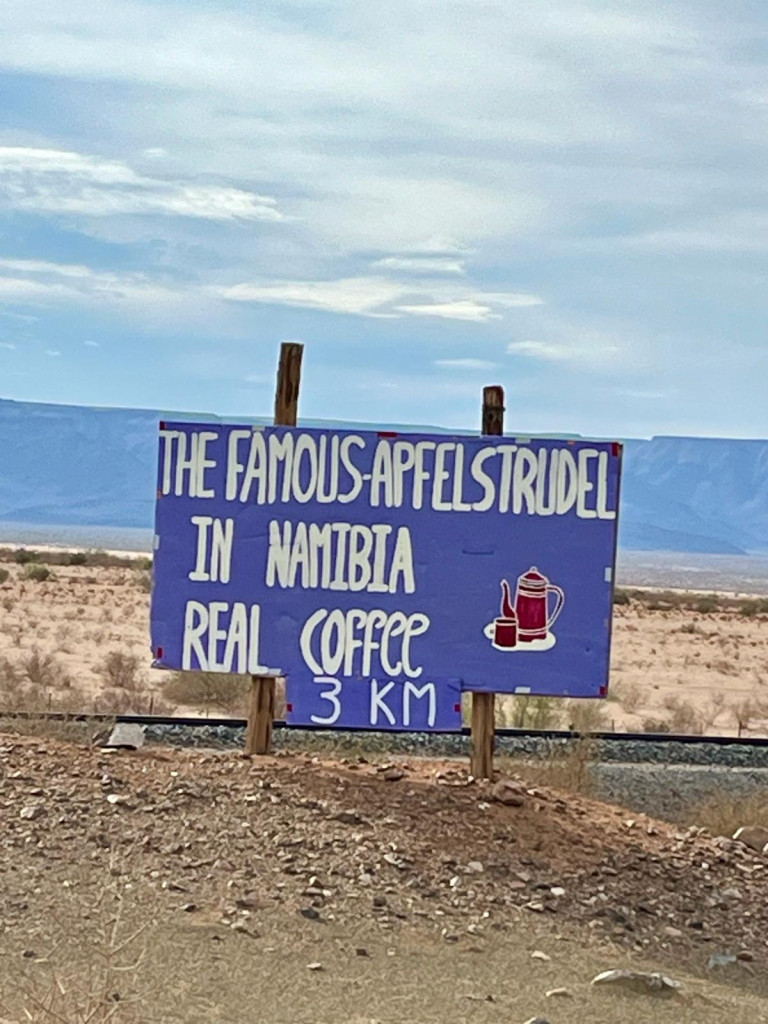 THE FAMOUS-APFELSTRUDEL
IN NAMIBIA
REAL COFFEE
3 KM